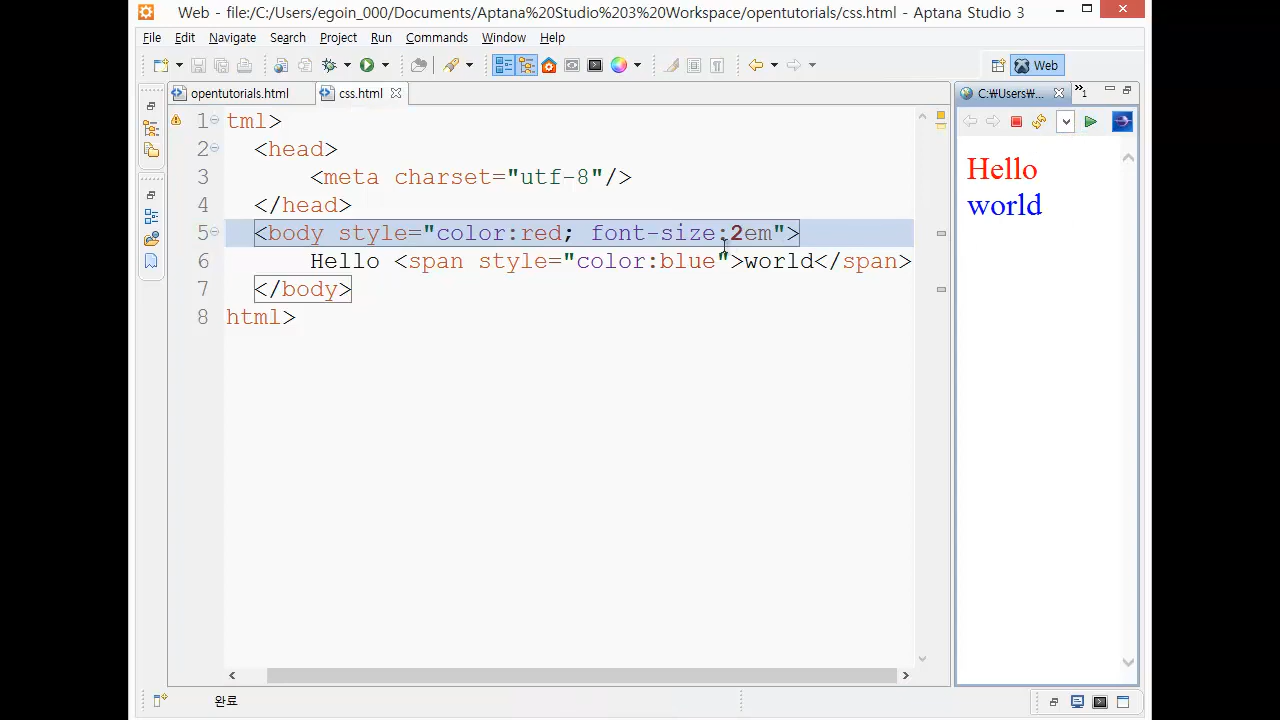 Web - file:/C:/Users/egoin_000/Documents/Aptana%20Studio%203%20Workspace/opentutorials/css.html - Aptana Studio 3
File Edit Navigate Search Project Run Commands Window Help
Web
opentutorials.html css.html C:₩Users₩... »1
1 tml>
2 <head>
3 <meta charset="utf-8"/>
4 </head>
5 <body style="color:red; font-size:2em">
6 Hello <span style="color:blue">world</span>
7 </body>
8 html>
Hello
world
완료